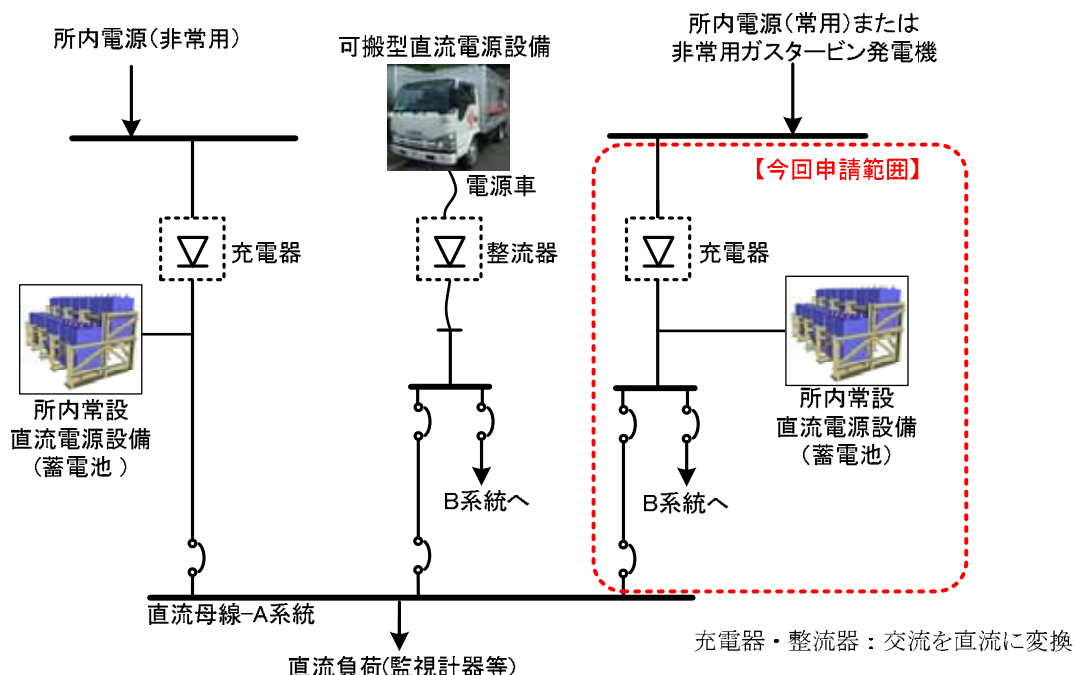 所内電源(非常用)
可搬型直流電源設備
所内電源(常用)または
非常用ガスタービン発電機
【今回申請範囲】
電源車
充電器
整流器
充電器
所内常設
直流電源設備
(蓄電池)
所内常設
直流電源設備
(蓄電池)
B系統へ
B系統へ
直流母線-A系統
直流負荷(監視計器等)
充電器・整流器：交流を直流に変換